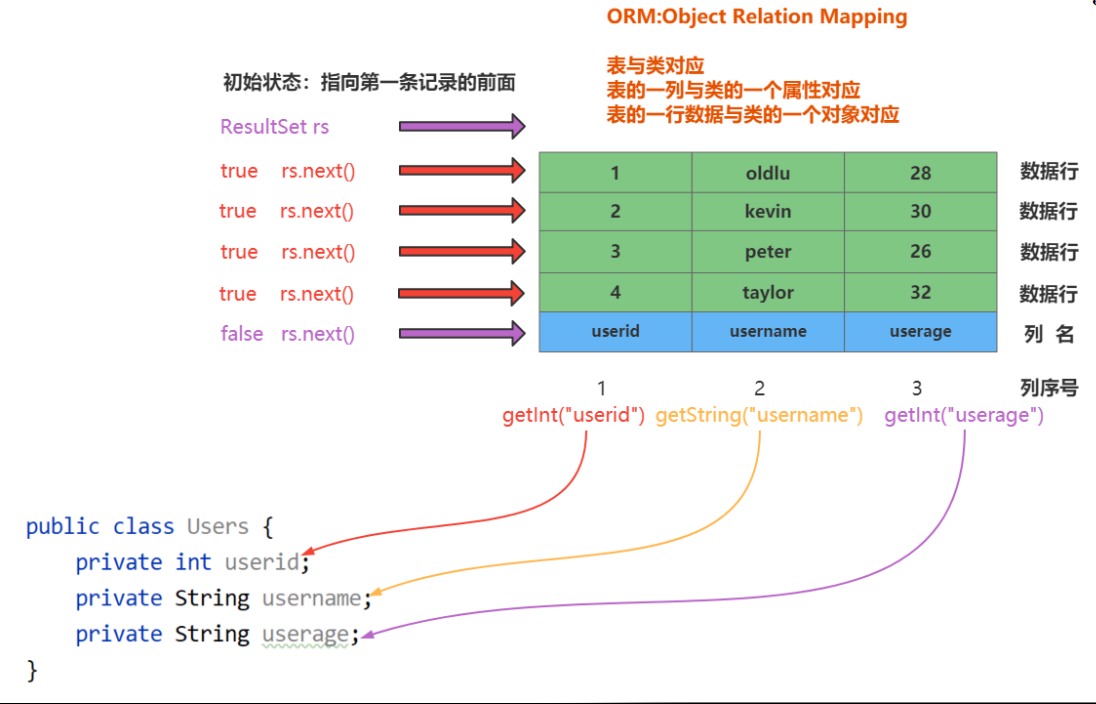 ORM:Object Relation Mapping
表与类对应
表的一列与类的一个属性对应
表的一行数据与类的一个对象对应
初始状态：指向第一条记录的前面
ResultSet rs
true rs.next() 1 oldlu 28 数据行
true rs.next() 2 kevin 30 数据行
true rs.next() 3 peter 26 数据行
true rs.next() 4 taylor 32 数据行
false rs.next() userid username userage 列 名
1 2 3 列序号
getInt("userid") getString("username") getInt("userage")
public class Users {
private int userid;
private String username;
private String userage;
}